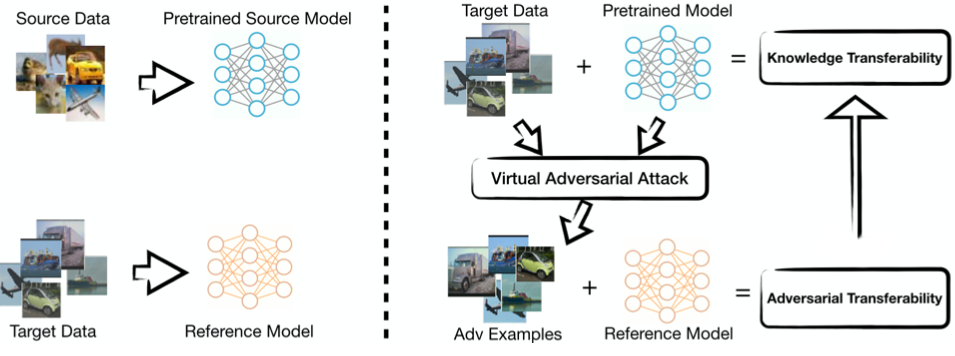 Source Data
Pretrained Source Model
Target Data
Reference Model
Target Data
Pretrained Model
+
=
Knowledge Transferability
Virtual Adversarial Attack
+
=
Adversarial Transferability
Adv Examples
Reference Model